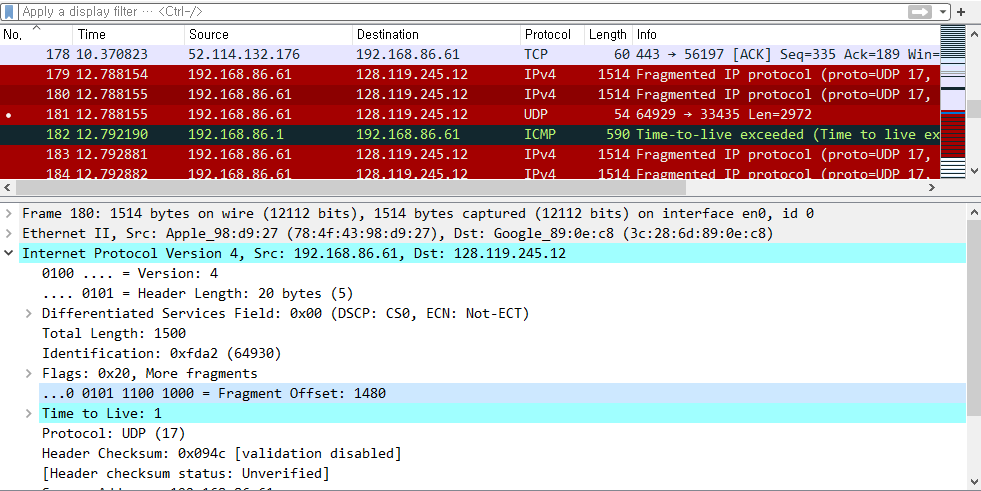 Apply a display filter ⋯ <Ctrl-/>
No. Time Source Destination Protocol Length Info
178 10.370823 52.114.132.176 192.168.86.61 TCP 60 443 → 56197 [ACK] Seq=335 Ack=189 Win=
179 12.788154 192.168.86.61 128.119.245.12 IPv4 1514 Fragmented IP protocol (proto=UDP 17,
180 12.788155 192.168.86.61 128.119.245.12 IPv4 1514 Fragmented IP protocol (proto=UDP 17,
181 12.788155 192.168.86.61 128.119.245.12 UDP 54 64929 → 33435 Len=2972
182 12.792190 192.168.86.1 192.168.86.61 ICMP 590 Time-to-live exceeded (Time to live ex
183 12.792881 192.168.86.61 128.119.245.12 IPv4 1514 Fragmented IP protocol (proto=UDP 17,
184 12.792882 192.168.86.61 128.119.245.12 IPv4 1514 Fragmented IP protocol (proto=UDP 17,
Frame 180: 1514 bytes on wire (12112 bits), 1514 bytes captured (12112 bits) on interface en0, id 0
Ethernet II, Src: Apple_98:d9:27 (78:4f:43:98:d9:27), Dst: Google_89:0e:c8 (3c:28:6d:89:0e:c8)
Internet Protocol Version 4, Src: 192.168.86.61, Dst: 128.119.245.12
0100 .... = Version: 4
.... 0101 = Header Length: 20 bytes (5)
Differentiated Services Field: 0x00 (DSCP: CS0, ECN: Not-ECT)
Total Length: 1500
Identification: 0xfda2 (64930)
Flags: 0x20, More fragments
...0 0101 1100 1000 = Fragment Offset: 1480
Time to Live: 1
Protocol: UDP (17)
Header Checksum: 0x094c [validation disabled]
[Header checksum status: Unverified]